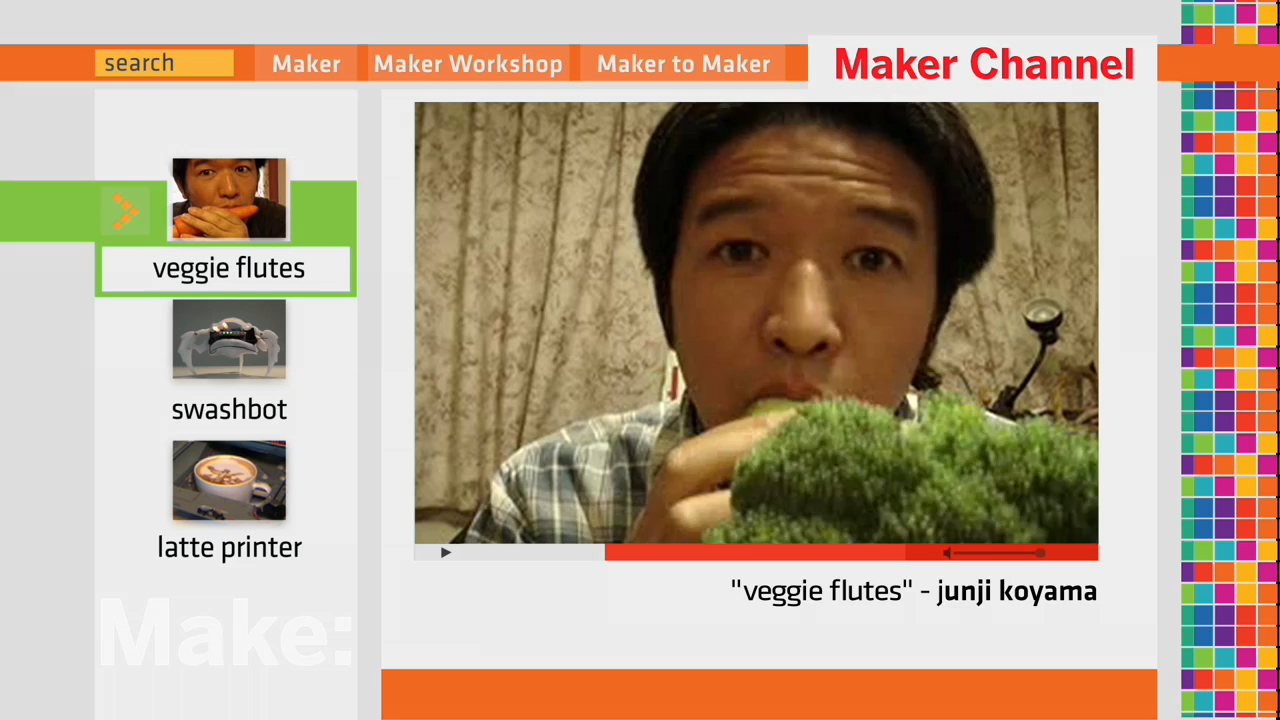 search
Maker
Maker Workshop
Maker to Maker
Maker Channel
veggie flutes
swashbot
latte printer
Make:
"veggie flutes" - junji koyama